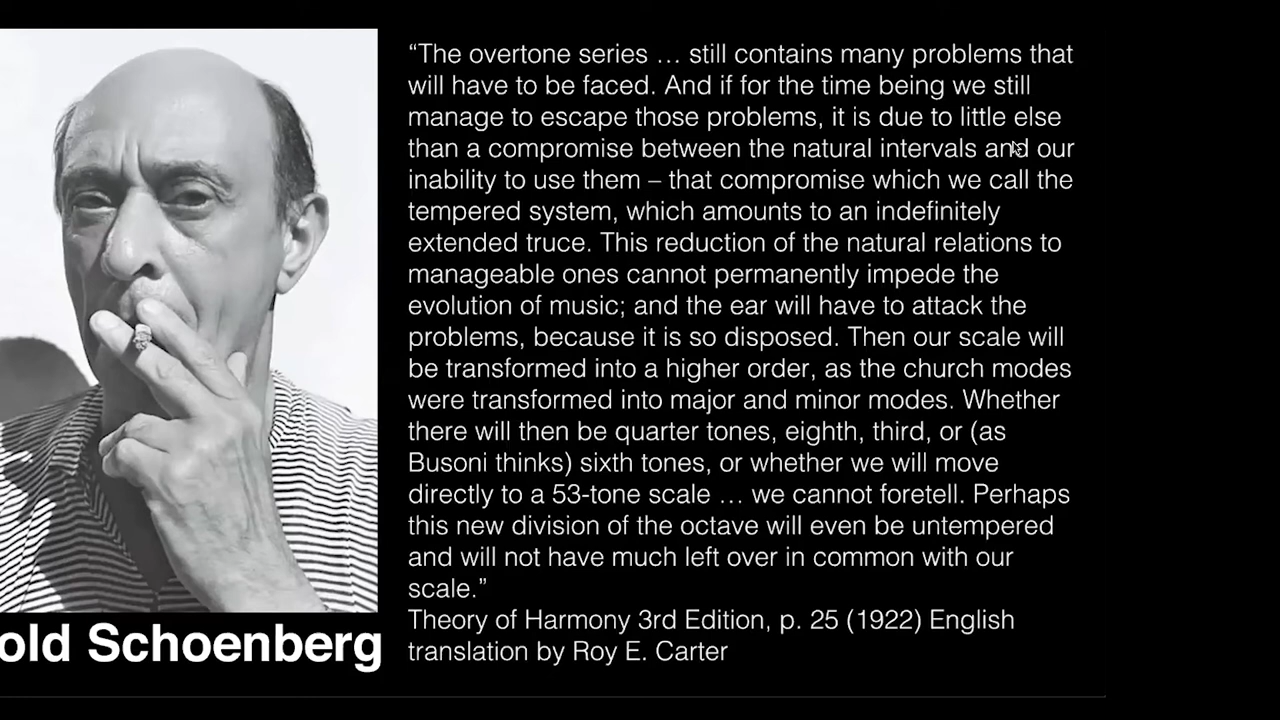 “The overtone series … still contains many problems that
will have to be faced. And if for the time being we still
manage to escape those problems, it is due to little else
than a compromise between the natural intervals and our
inability to use them – that compromise which we call the
tempered system, which amounts to an indefinitely
extended truce. This reduction of the natural relations to
manageable ones cannot permanently impede the
evolution of music; and the ear will have to attack the
problems, because it is so disposed. Then our scale will
be transformed into a higher order, as the church modes
were transformed into major and minor modes. Whether
there will then be quarter tones, eighth, third, or (as
Busoni thinks) sixth tones, or whether we will move
directly to a 53-tone scale … we cannot foretell. Perhaps
this new division of the octave will even be untempered
and will not have much left over in common with our
scale.”
Theory of Harmony 3rd Edition, p. 25 (1922) English
translation by Roy E. Carter
old Schoenberg